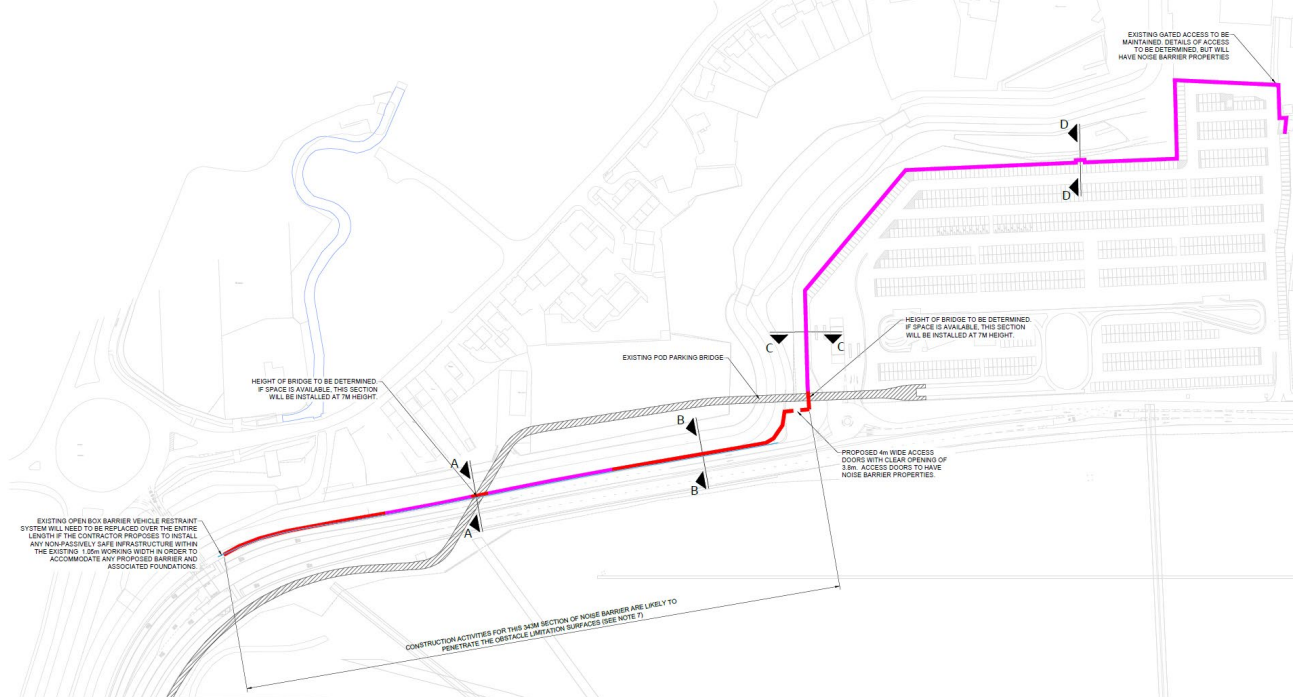 EXISTING GATED ACCESS TO BE
MAINTAINED. DETAILS OF ACCESS
TO BE DETERMINED, BUT WILL
HAVE NOISE BARRIER PROPERTIES
D
D
HEIGHT OF BRIDGE TO BE DETERMINED.
IF SPACE IS AVAILABLE, THIS SECTION
WILL BE INSTALLED AT 7M HEIGHT.
C
C
EXISTING POD PARKING BRIDGE
HEIGHT OF BRIDGE TO BE DETERMINED.
IF SPACE IS AVAILABLE, THIS SECTION
WILL BE INSTALLED AT 7M HEIGHT.
B
B
A
A
PROPOSED 4m WIDE ACCESS
DOORS WITH CLEAR OPENING OF
3.8m. ACCESS DOORS TO HAVE
NOISE BARRIER PROPERTIES.
EXISTING OPEN BOX BARRIER VEHICLE RESTRAINT
SYSTEM WILL NEED TO BE REPLACED OVER THE ENTIRE
LENGTH IF THE CONTRACTOR PROPOSES TO INSTALL
ANY NON-PASSIVELY SAFE INFRASTRUCTURE WITHIN
THE EXISTING 1.05m WORKING WIDTH IN ORDER TO
ACCOMMODATE ANY PROPOSED BARRIER AND
ASSOCIATED FOUNDATIONS.
CONSTRUCTION ACTIVITIES FOR THIS 343M SECTION OF NOISE BARRIER ARE LIKELY TO
PENETRATE THE OBSTACLE LIMITATION SURFACES (SEE NOTE 7)